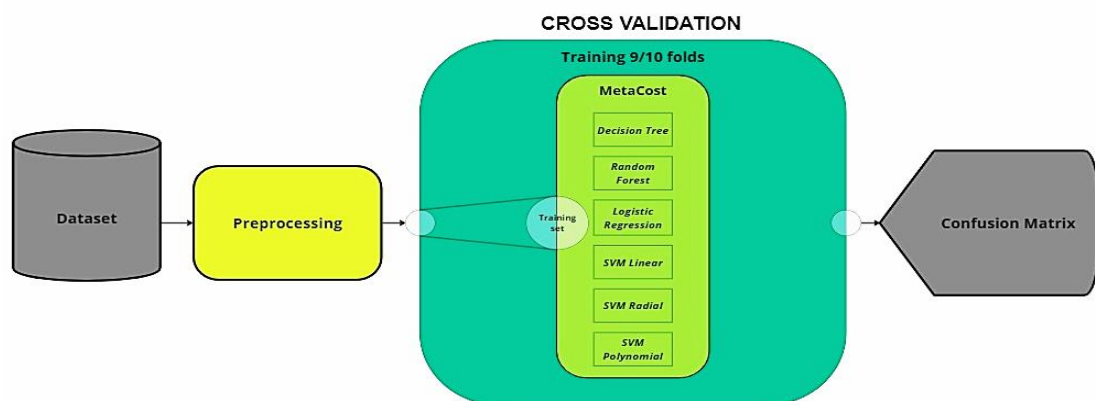 CROSS VALIDATION
Training 9/10 folds
MetaCost
Decision Tree
Random
Forest
Dataset
Preprocessing
Training
set
Logistic
Regression
Confusion Matrix
SVM Linear
SVM Radial
SVM
Polynomial